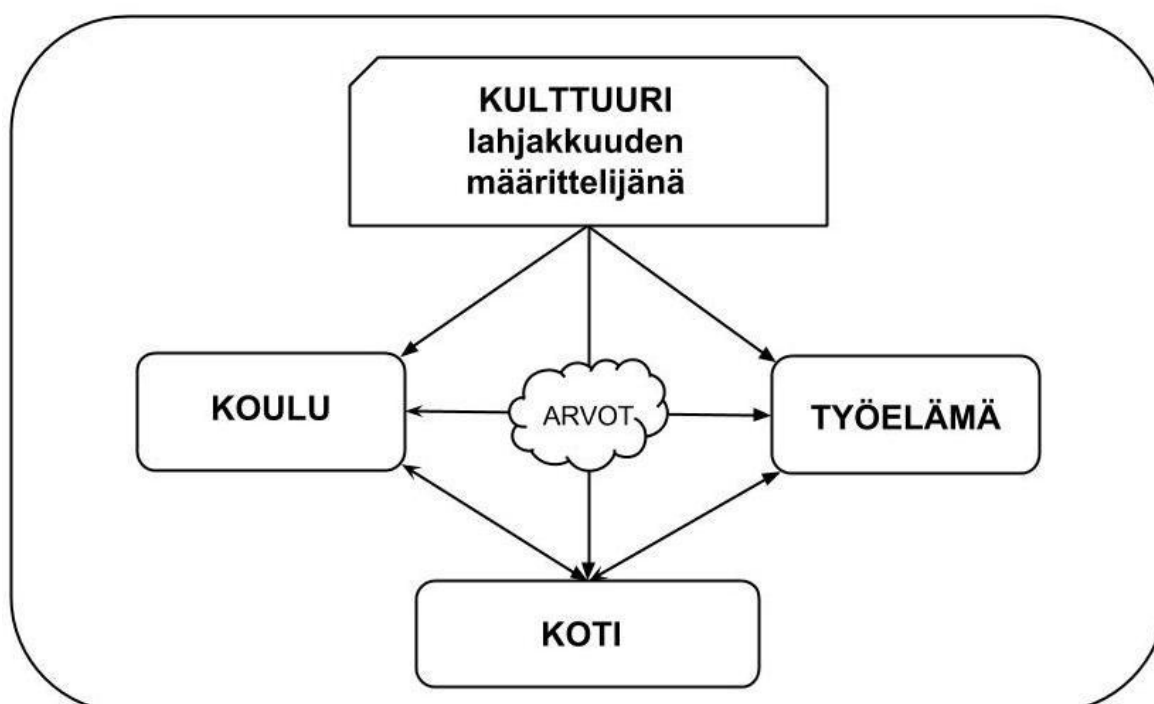 KULTTUURI
lahjakkuuden
määrittelijänä
KOULU
ARVOT
TYÖELÄMÄ
KOTI